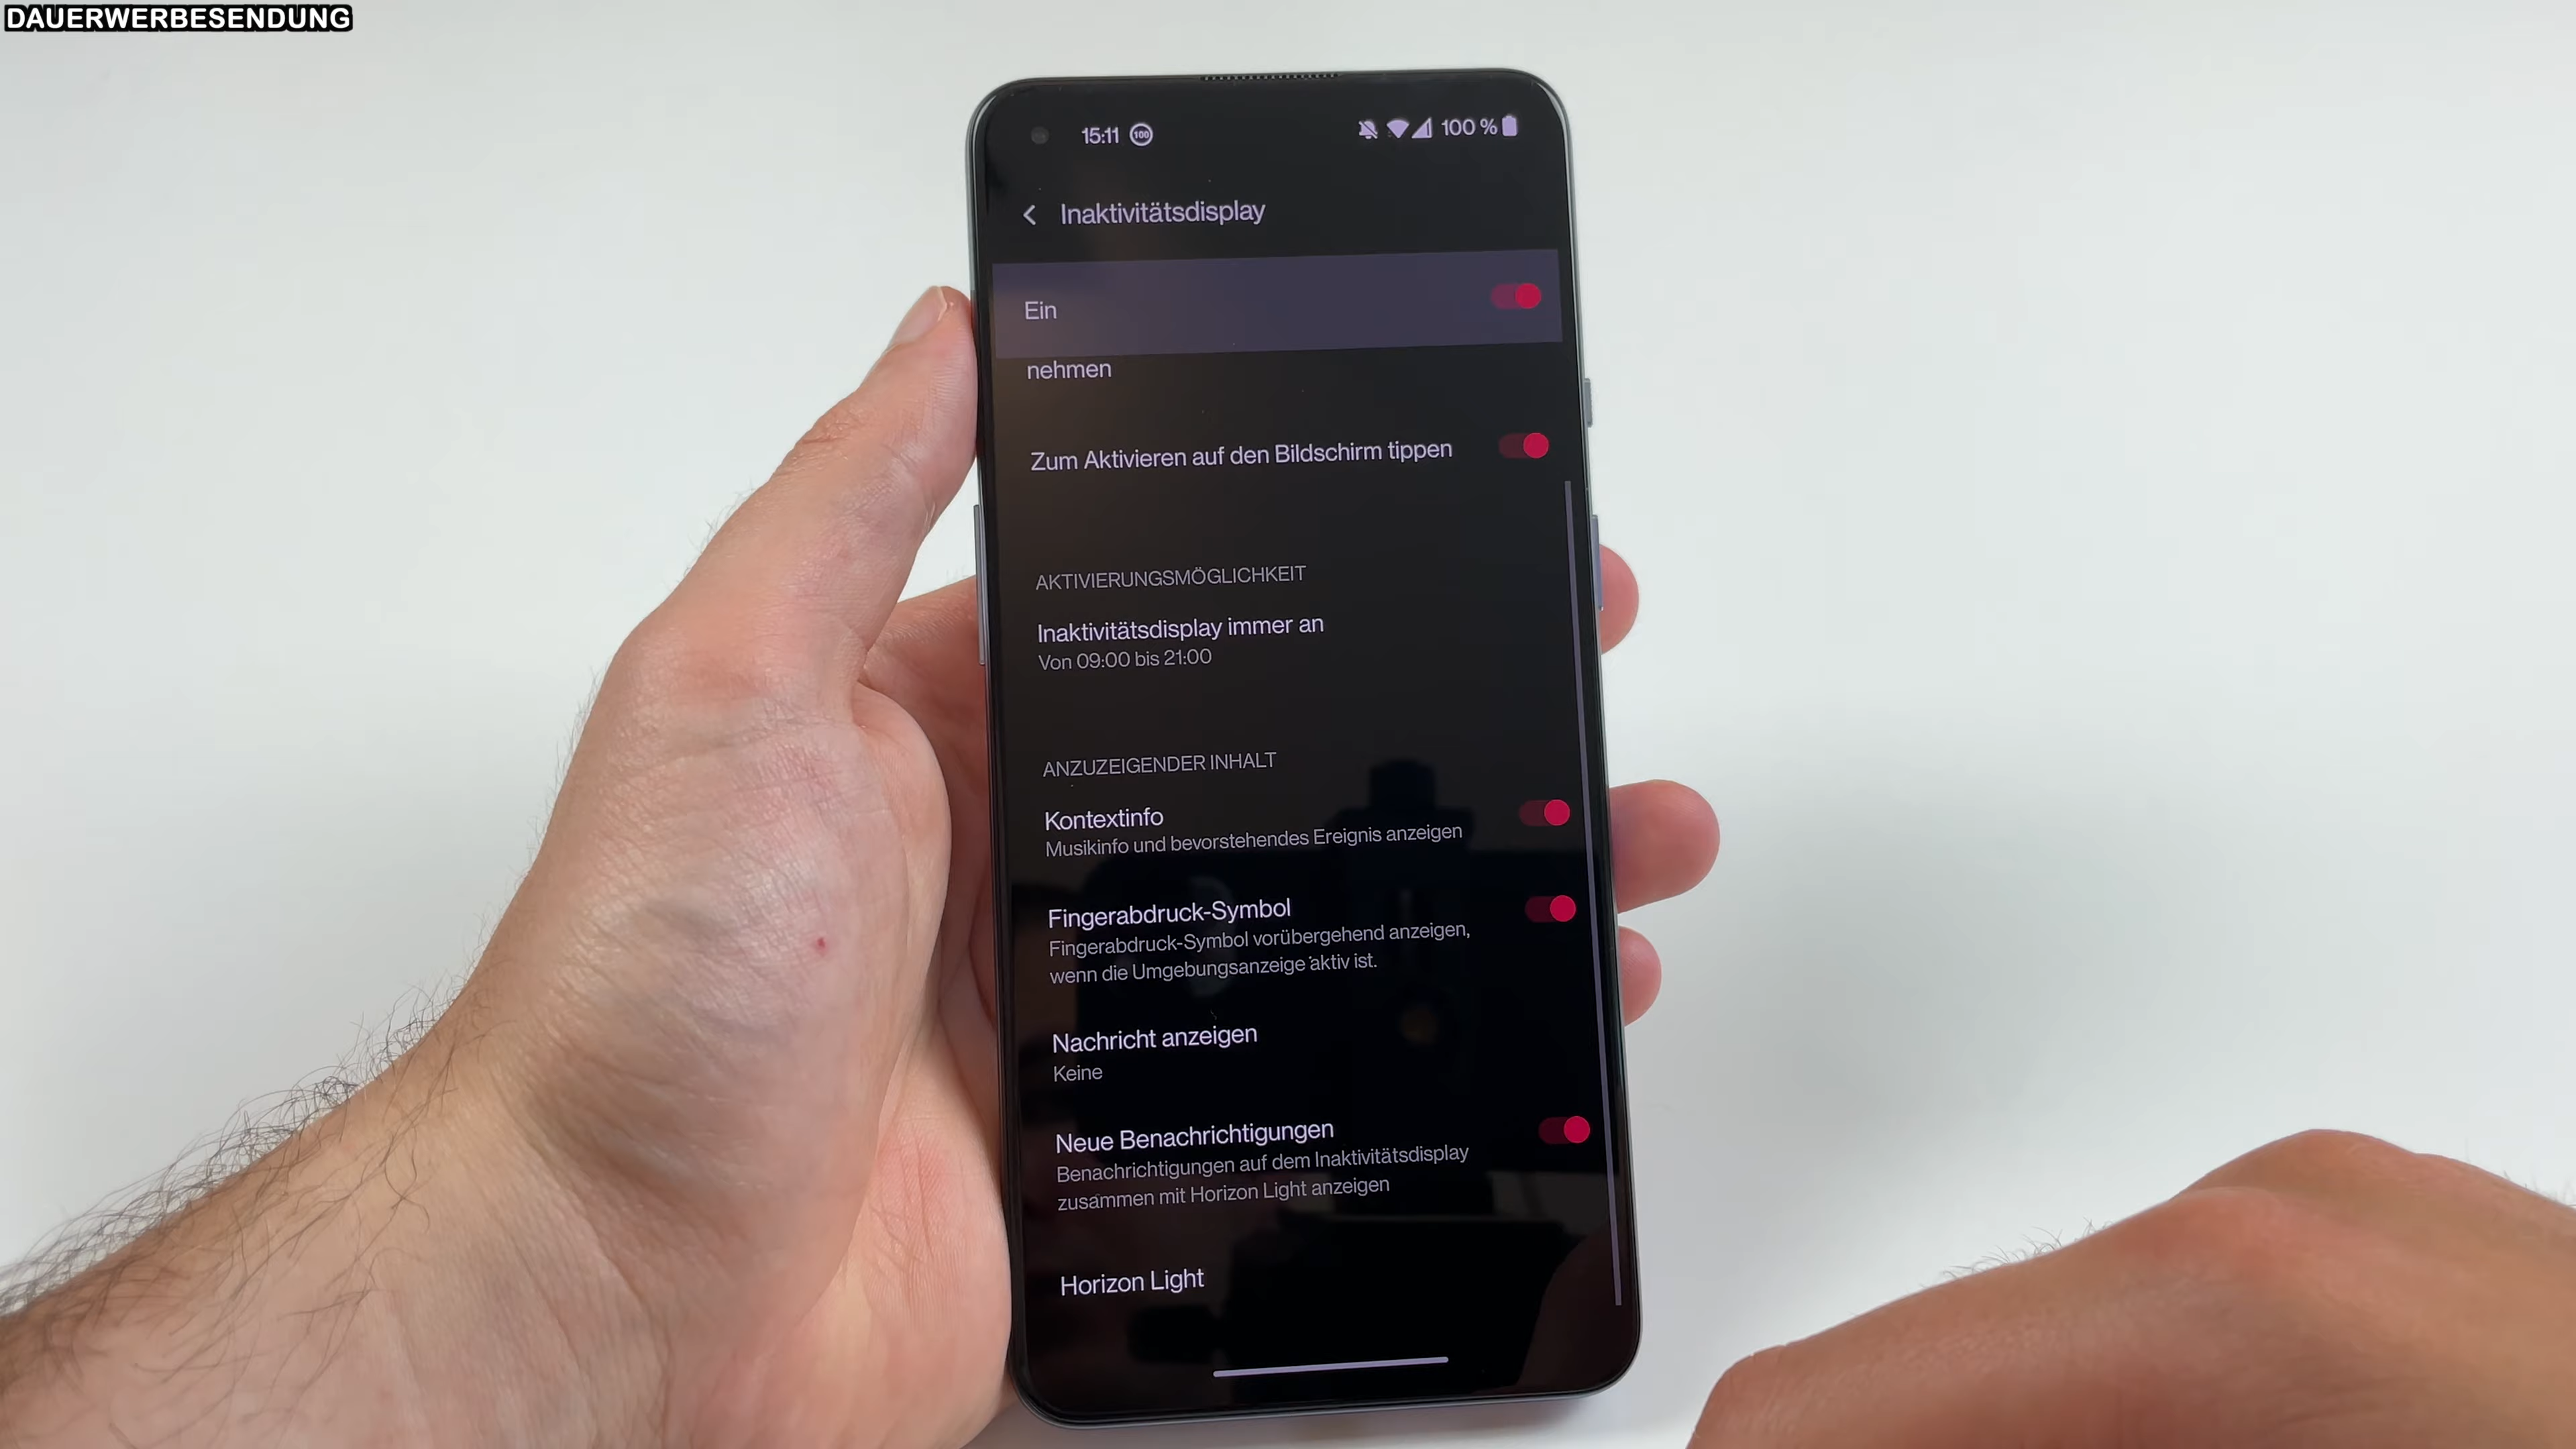 DAUERWERBESENDUNG
15:11 100 100 %
Inaktivitätsdisplay
Ein
nehmen
Zum Aktivieren auf den Bildschirm tippen
AKTIVIERUNGSMÖGLICHKEIT
Inaktivitätsdisplay immer an
Von 09:00 bis 21:00
ANZUZEIGENDER INHALT
Kontextinfo
Musikinfo und bevorstehendes Ereignis anzeigen
Fingerabdruck-Symbol
Fingerabdruck-Symbol vorübergehend anzeigen,
wenn die Umgebungsanzeige aktiv ist.
Nachricht anzeigen
Keine
Neue Benachrichtigungen
Benachrichtigungen auf dem Inaktivitätsdisplay
zusammen mit Horizon Light anzeigen
Horizon Light